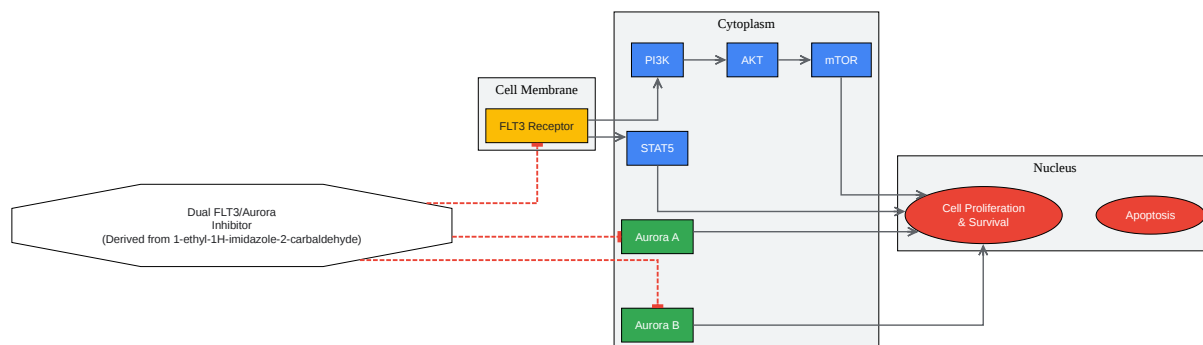 Cytoplasm
PI3K
AKT
mTOR
Cell Membrane
FLT3 Receptor
STAT5
Nucleus
Dual FLT3/Aurora
Inhibitor
(Derived from 1-ethyl-1H-imidazole-2-carbaldehyde)
Cell Proliferation
& Survival
Apoptosis
Aurora A
Aurora B